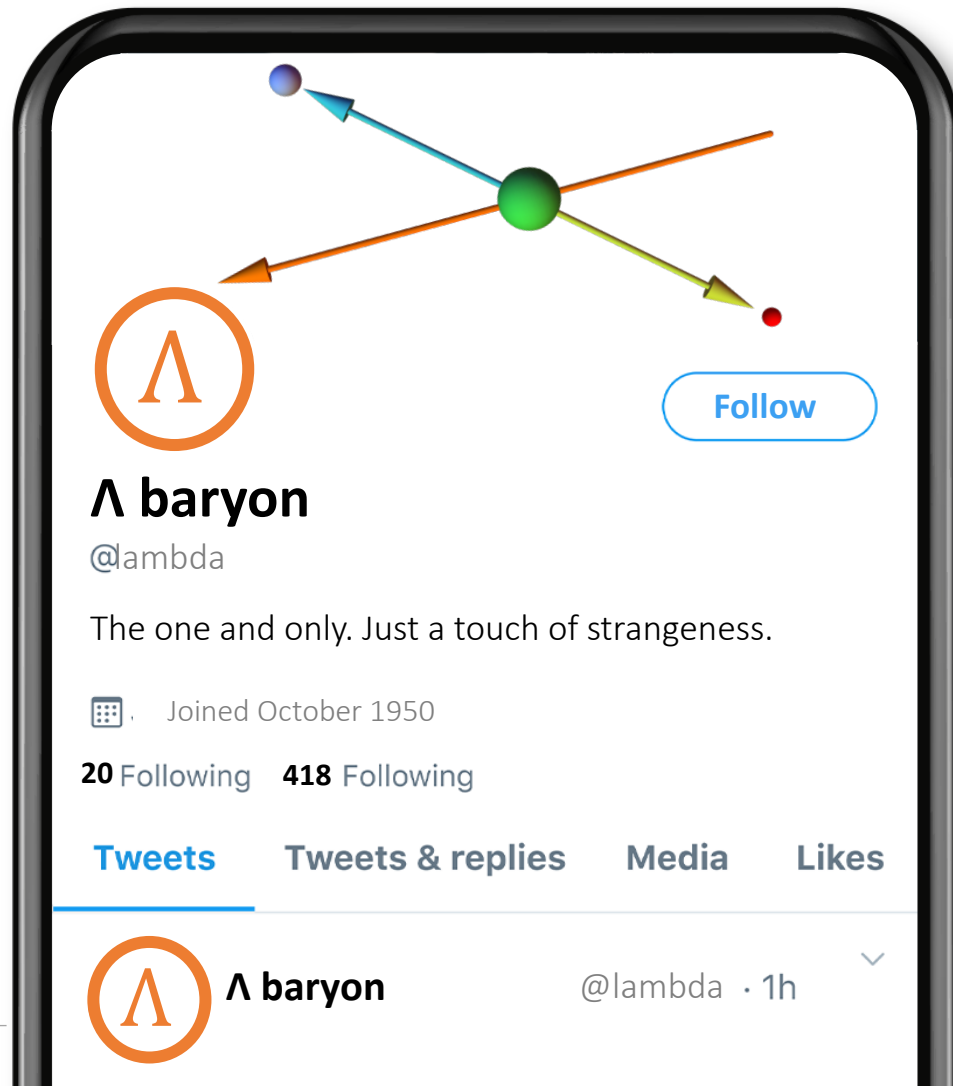 Λ
Follow
Λ baryon
@lambda
The one and only. Just a touch of strangeness.
Joined October 1950
20 Following 418 Following
Tweets Tweets & replies Media Likes
Λ
Λ baryon @lambda · 1h